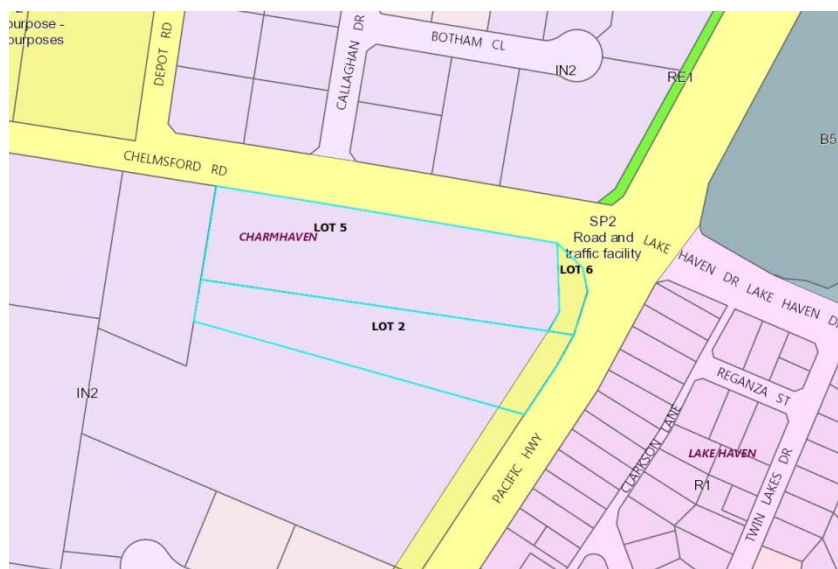 purpose -
purposes
DEPOT RD
CALLAGHAN DR
BOTHAM CL
IN2
RE1
B5
CHELMSFORD RD
SP2
Road and
traffic facility
LOT 5
CHARMHAVEN
LOT 6
LAKE HAVEN DR
LAKE HAVEN D
LOT 2
REGANZA ST
IN2
PACIFIC HWY
CLARKSON LANE
LAKE HAVEN
R1
TWIN LAKES DR